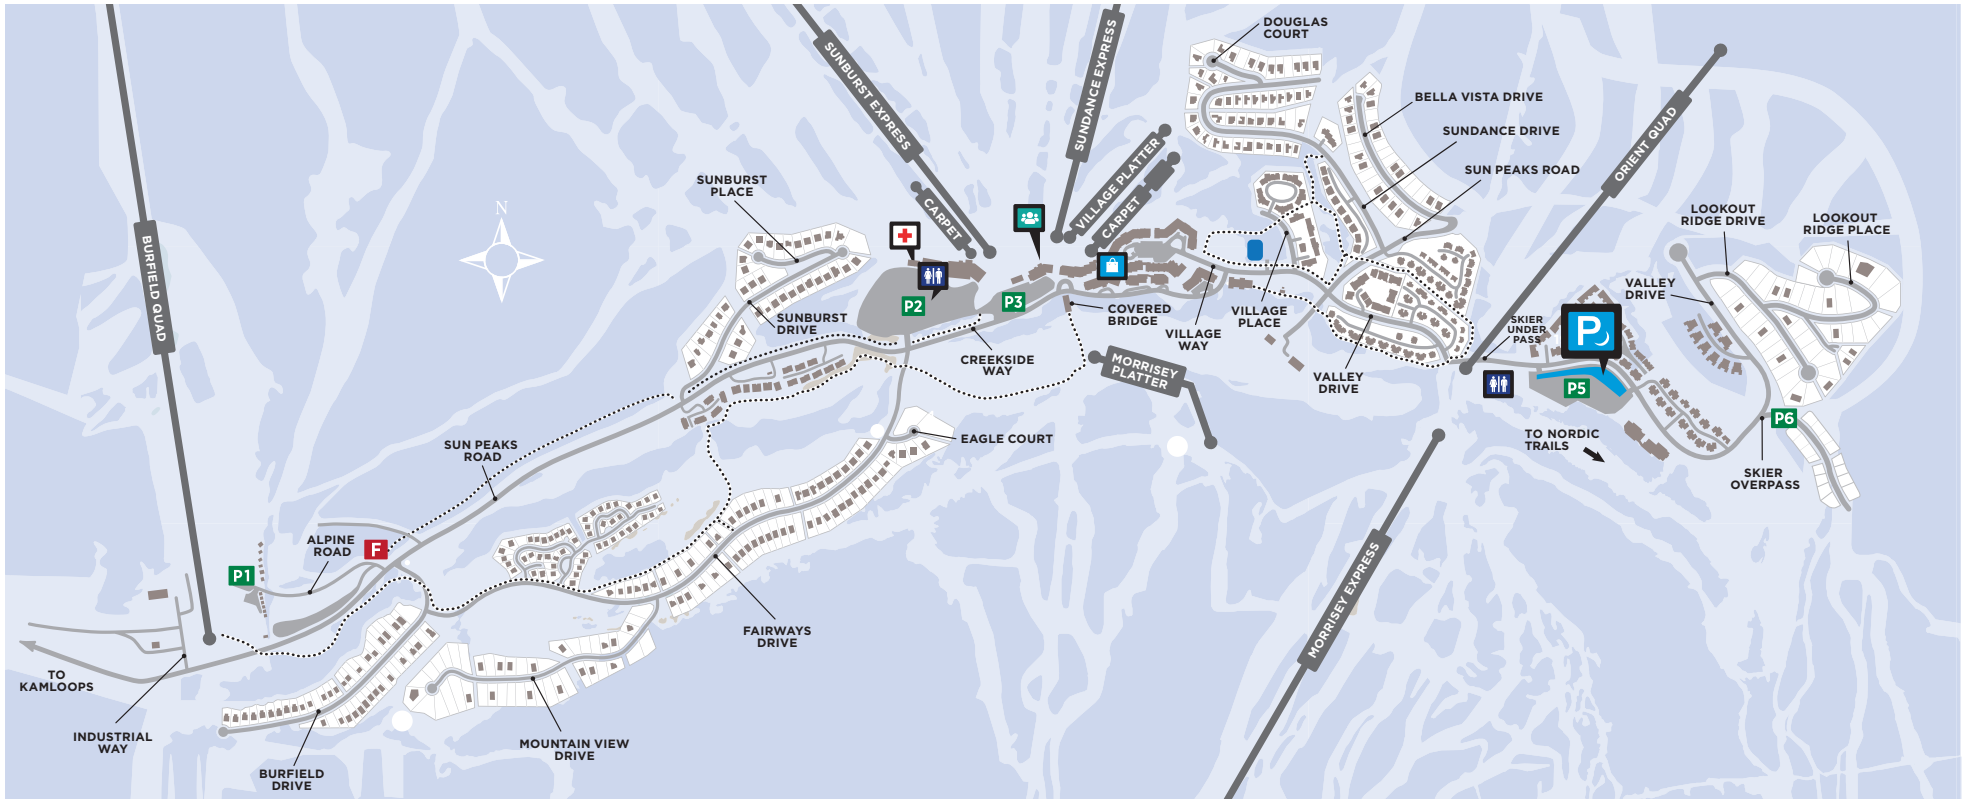 DOUGLAS
COURT
BELLA VISTA DRIVE
SUNDANCE DRIVE
SUN PEAKS ROAD
SUNBURST EXPRESS
SUNDANCE EXPRESS
VILLAGE PLATTER
CARPET
CARPET
ORIENT QUAD
SUNBURST
PLACE
N
BURFIELD QUAD
LOOKOUT
RIDGE DRIVE
LOOKOUT
RIDGE PLACE
VALLEY
DRIVE
P2
P3
SUNBURST
DRIVE
COVERED
BRIDGE
VILLAGE
WAY
VILLAGE
PLACE
SKIER
UNDER
PASS
P
P5
CREEKSIDE
WAY
MORRISEY
PLATTER
VALLEY
DRIVE
P6
EAGLE COURT
TO NORDIC
TRAILS
SKIER
OVERPASS
SUN PEAKS
ROAD
ALPINE
ROAD
F
P1
MORRISEY EXPRESS
FAIRWAYS
DRIVE
TO
KAMLOOPS
INDUSTRIAL
WAY
MOUNTAIN VIEW
DRIVE
BURFIELD
DRIVE